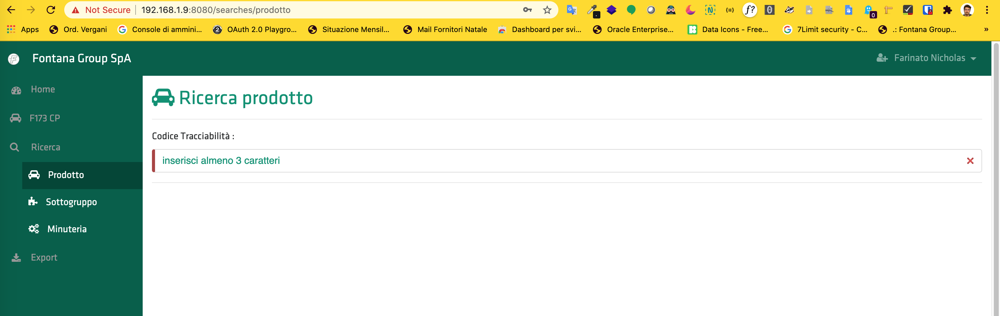 Not Secure 192.168.1.9:8080/searches/prodotto f? 0
Apps Ord. Vergani Console di ammini... 2 OAuth 2.0 Playgro... Situazione Mensil... Mail Fornitori Natale Dashboard per svi... Oracle Enterprise... Data Icons - Free... 7Limit security - C... .: Fontana Group... »
Fontana Group SpA
Farinato Nicholas
Home
F173 CP
Ricerca
Prodotto
Sottogruppo
Minuteria
Export
Ricerca prodotto
Codice Tracciabilità :
inserisci almeno 3 caratteri